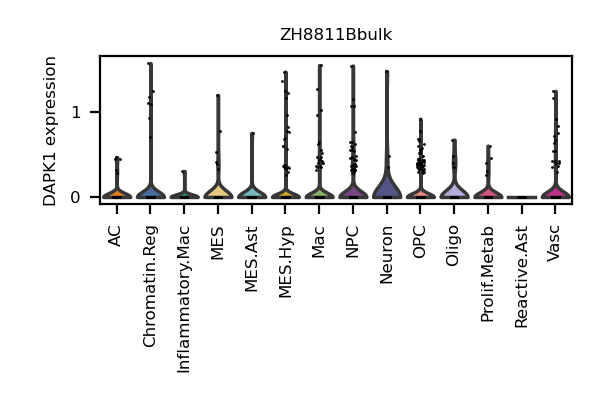 ZH8811Bbulk
DAPK1 expression
1
0
AC
Chromatin.Reg
Inflammatory.Mac
MES
MES.Ast
MES.Hyp
Mac
NPC
Neuron
OPC
Oligo
Prolif.Metab
Reactive.Ast
Vasc